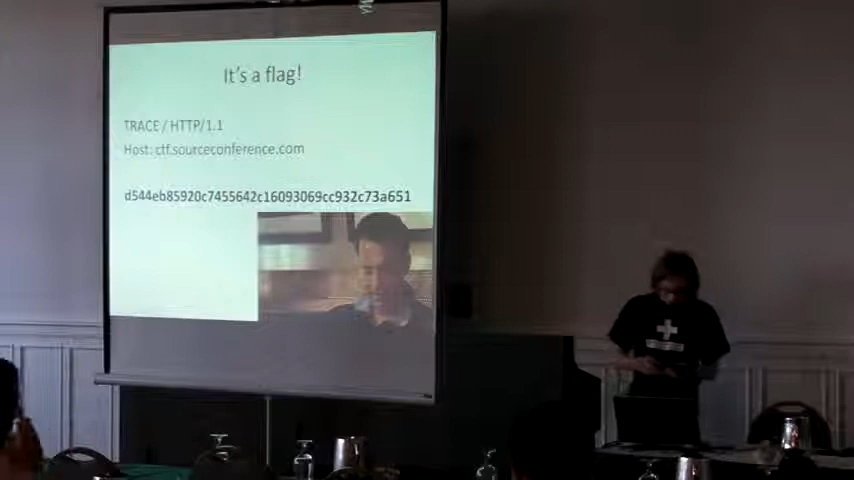 It's a flag!
TRACE / HTTP/1.1
Host: ctf.sourceconference.com
d544eb85920c7455642c16093069cc932c73a651